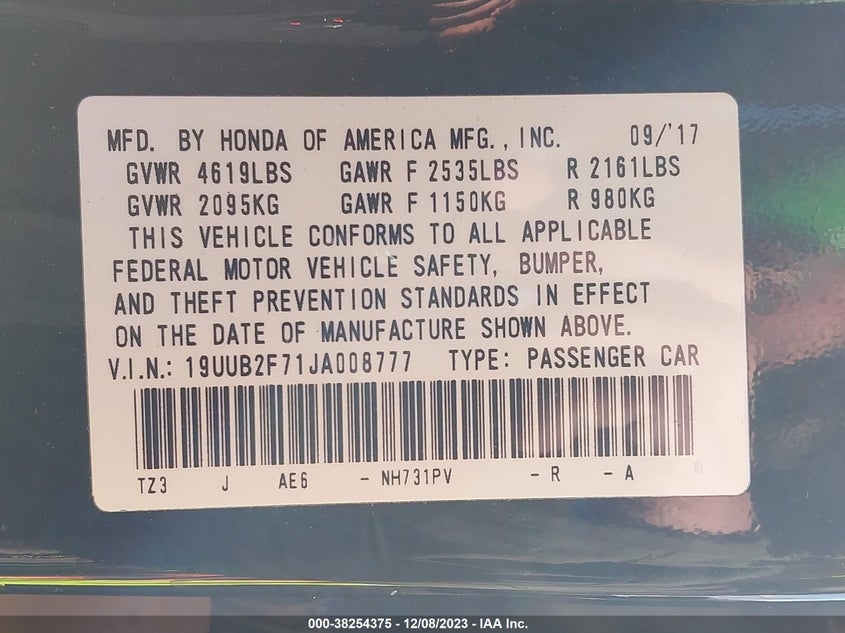 MFD. BY HONDA OF AMERICA MFG., INC. 09/'17
GVWR 4619LBS GAWR F 2535LBS R 2161LBS
GVWR 2095KG GAWR F 1150KG R 980KG
THIS VEHICLE CONFORMS TO ALL APPLICABLE
FEDERAL MOTOR VEHICLE SAFETY, BUMPER,
AND THEFT PREVENTION STANDARDS IN EFFECT
ON THE DATE OF MANUFACTURE SHOWN ABOVE.
V.I.N.: 19UUB2F71JA008777 TYPE: PASSENGER CAR
TZ3 J AE6 - NH731PV - R - A
000-38254375 - 12/08/2023 - IAA Inc.